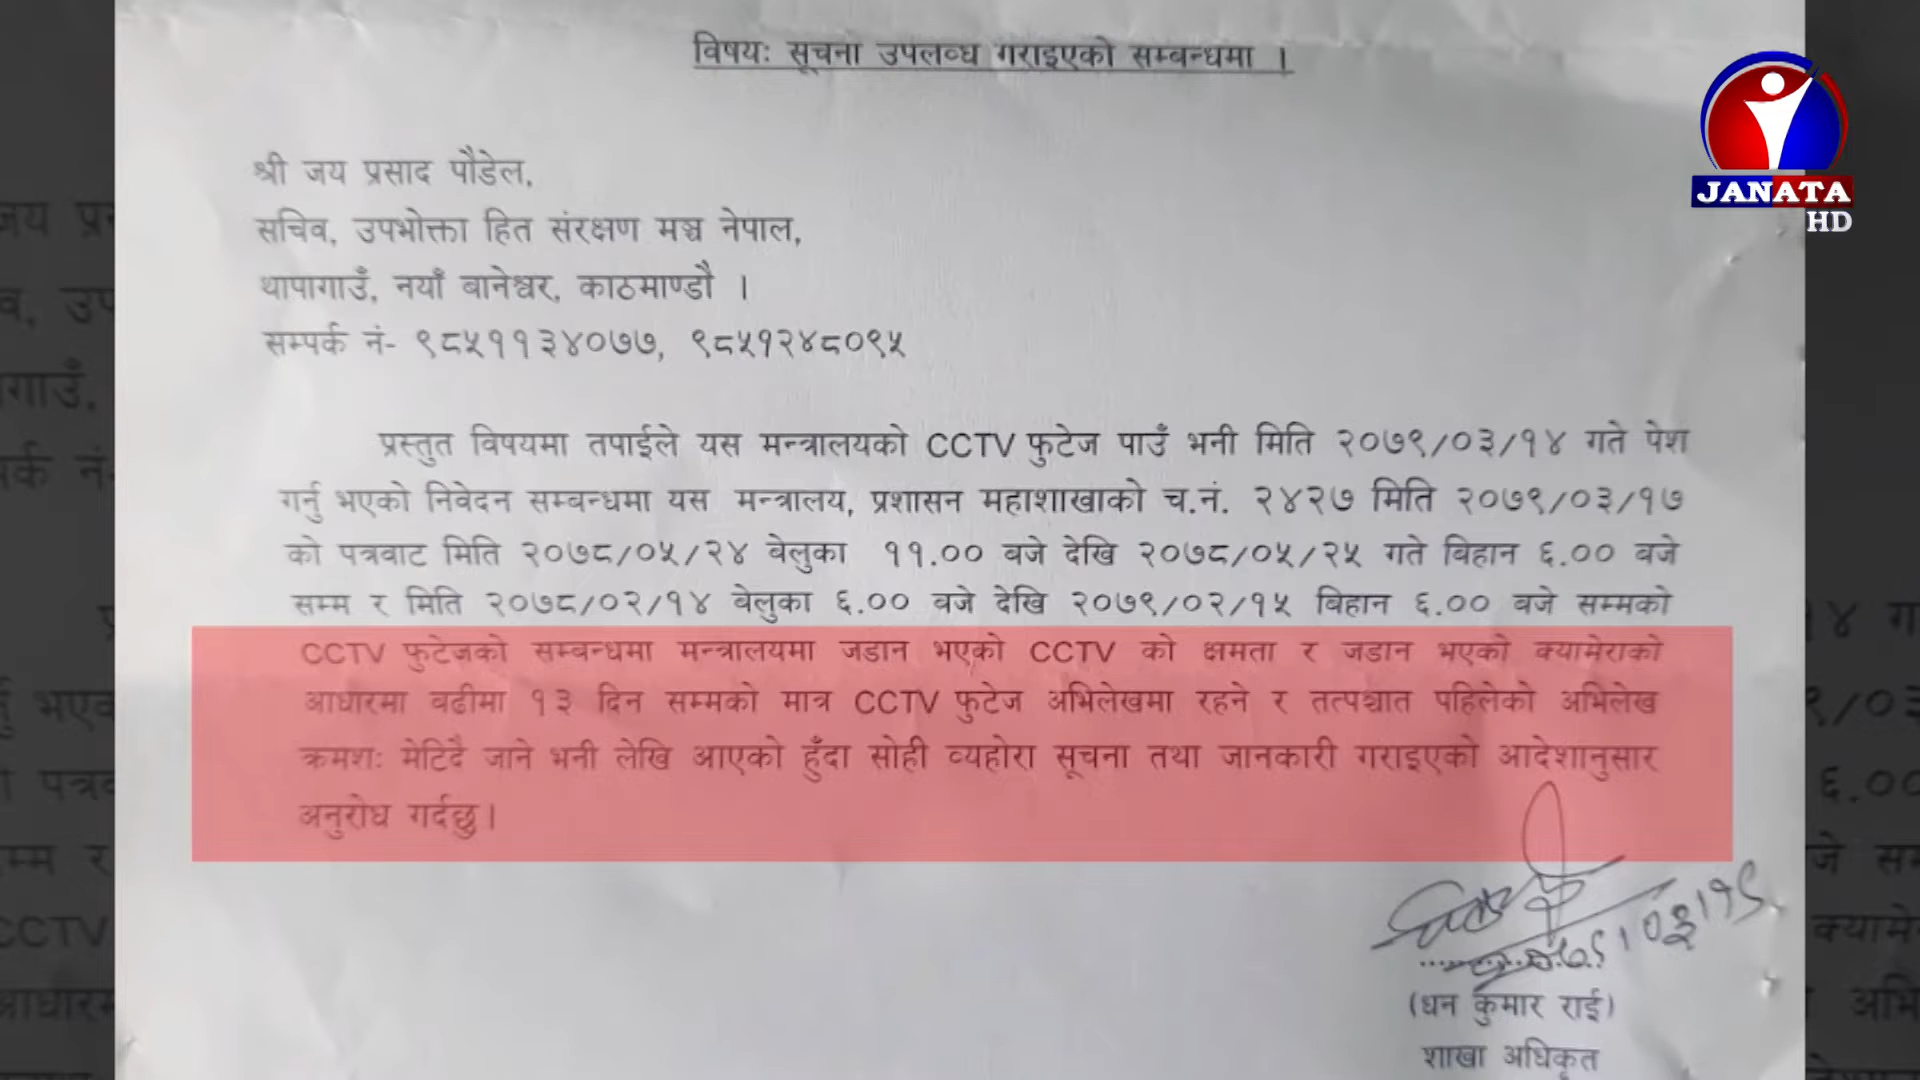 विषयः सूचना उपलव्ध गराइएको सम्बन्धमा ।
JANATA
HD
श्री जय प्रसाद पौडेल,
सचिव, उपभोक्ता हित संरक्षण मञ्च नेपाल,
थापागाउँ, नयाँ बानेश्वर, काठमाण्डौ ।
सम्पर्क नं- ९८५११३४०७७, ९८५१२४८०९५
प्रस्तुत विषयमा तपाईले यस मन्त्रालयको CCTV फुटेज पाउँ भनी मिति २०७९/०३/१४ गते पेश
गर्नु भएको निवेदन सम्बन्धमा यस मन्त्रालय, प्रशासन महाशाखाको च.नं. २४२७ मिति २०७९/०३/१७
को पत्रवाट मिति २०७८/०५/२४ बेलुका ११.०० बजे देखि २०७८/०५/२५ गते बिहान ६.०० बजे
सम्म र मिति २०७८/०२/१४ बेलुका ६.०० बजे देखि २०७९/०२/१५ बिहान ६.०० बजे सम्मको
CCTV फुटेजको सम्बन्धमा मन्त्रालयमा जडान भएको CCTV को क्षमता र जडान भएको क्यामेराको
आधारमा बढीमा १३ दिन सम्मको मात्र CCTV फुटेज अभिलेखमा रहने र तत्पश्चात पहिलेको अभिलेख
क्रमशः मेटिदै जाने भनी लेखि आएको हुँदा सोही व्यहोरा सूचना तथा जानकारी गराइएको आदेशानुसार
अनुरोध गर्दछु।
(धन कुमार राई)
शाखा अधिकृत